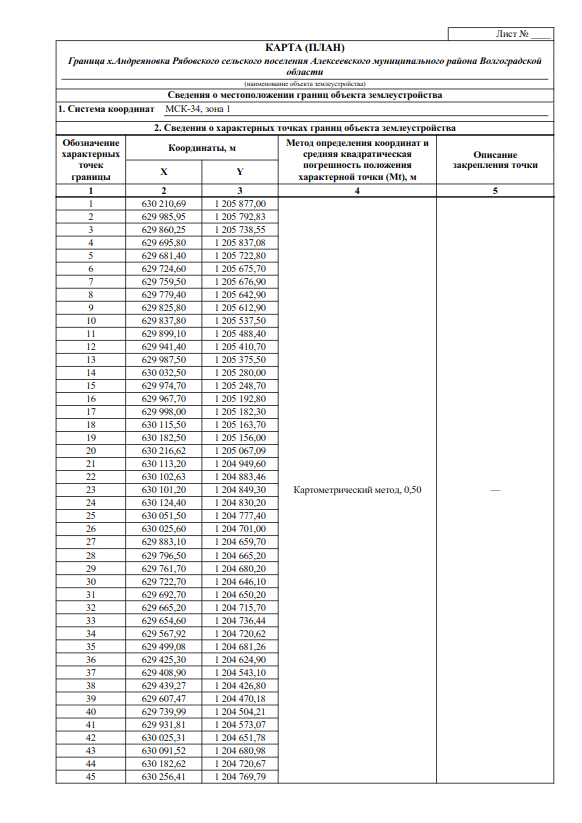 Лист № ____
КАРТА (ПЛАН)
Граница х.Андреяновка Рябовского сельского поселения Алексеевского муниципального района Волгоградской
области
(наименование объекта землеустройства)
Сведения о местоположении границ объекта землеустройства
1. Система координат МСК-34, зона 1
2. Сведения о характерных точках границ объекта землеустройства
Обозначение характерных точек границы | Координаты, м | Метод определения координат и средняя квадратическая погрешность положения характерной точки (Mt), м | Описание закрепления точки
X Y
1 2 3 4 5
1 630 210,69 1 205 877,00
2 629 985,95 1 205 792,83
3 629 860,25 1 205 738,55
4 629 695,80 1 205 837,08
5 629 681,40 1 205 722,80
6 629 724,60 1 205 675,70
7 629 759,50 1 205 676,90
8 629 779,40 1 205 642,90
9 629 825,80 1 205 612,90
10 629 837,80 1 205 537,50
11 629 899,10 1 205 488,40
12 629 941,40 1 205 410,70
13 629 987,50 1 205 375,50
14 630 032,50 1 205 280,00
15 629 974,70 1 205 248,70
16 629 967,70 1 205 192,80
17 629 998,00 1 205 182,30
18 630 115,50 1 205 163,70
19 630 182,50 1 205 156,00
20 630 216,62 1 205 067,09
21 630 113,20 1 204 949,60
22 630 102,63 1 204 883,46
23 630 101,20 1 204 849,30 Картометрический метод, 0,50 —
24 630 124,40 1 204 830,20
25 630 051,50 1 204 777,40
26 630 025,60 1 204 701,00
27 629 883,10 1 204 659,70
28 629 796,50 1 204 665,20
29 629 761,70 1 204 680,20
30 629 722,70 1 204 646,10
31 629 692,70 1 204 650,20
32 629 665,20 1 204 715,70
33 629 654,60 1 204 736,44
34 629 567,92 1 204 720,62
35 629 499,08 1 204 681,26
36 629 425,30 1 204 624,90
37 629 408,90 1 204 543,10
38 629 439,27 1 204 426,80
39 629 607,47 1 204 470,18
40 629 739,99 1 204 504,21
41 629 931,81 1 204 573,07
42 630 025,31 1 204 651,78
43 630 091,52 1 204 680,98
44 630 182,62 1 204 720,67
45 630 256,41 1 204 769,79